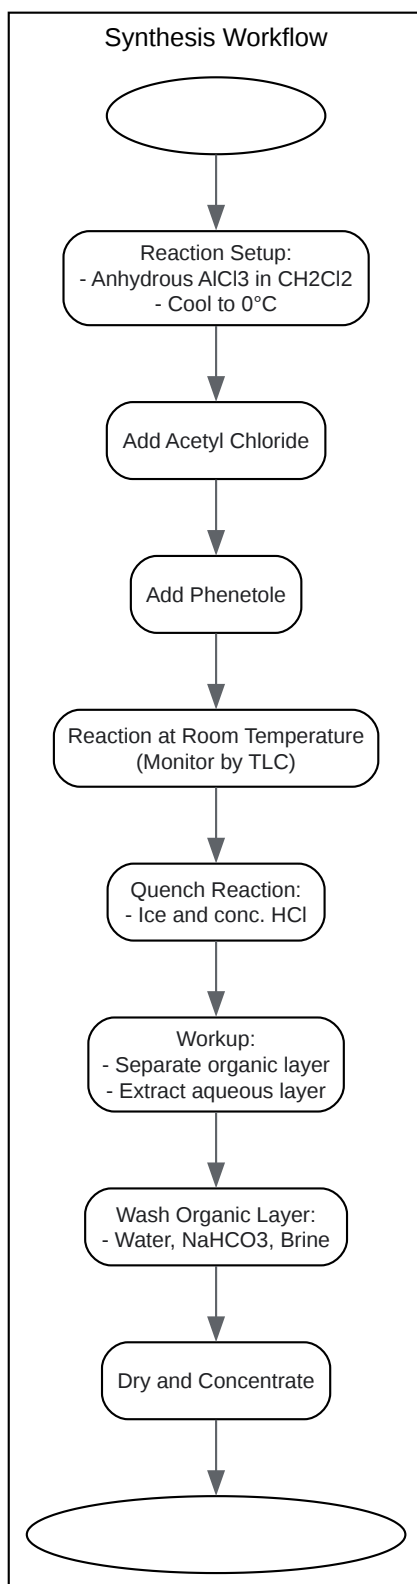 Synthesis Workflow
Reaction Setup:
- Anhydrous AlCl3 in CH2Cl2
- Cool to 0°C
Add Acetyl Chloride
Add Phenetole
Reaction at Room Temperature
(Monitor by TLC)
Quench Reaction:
- Ice and conc. HCl
Workup:
- Separate organic layer
- Extract aqueous layer
Wash Organic Layer:
- Water, NaHCO3, Brine
Dry and Concentrate